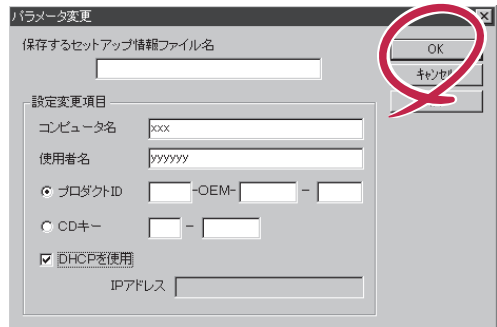 パラメータ変更
保存するセットアップ情報ファイル名
OK
キャンセル
設定変更項目
コンピュータ名 xxx
使用者名 yyyyyy
プロダクトID -OEM- -
CDキー -
DHCPを使用
IPアドレス